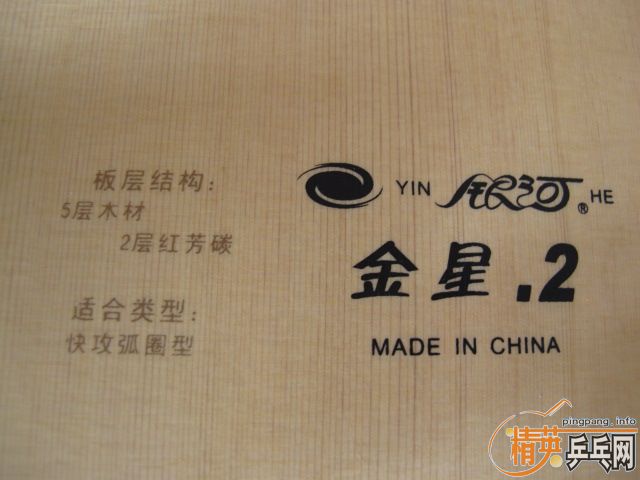 板层结构：
5层木材
2层红芳碳
适合类型：
快攻弧圈型
YIN 银河® HE
金星.2
MADE IN CHINA
pingpang.info
精英乒乓网